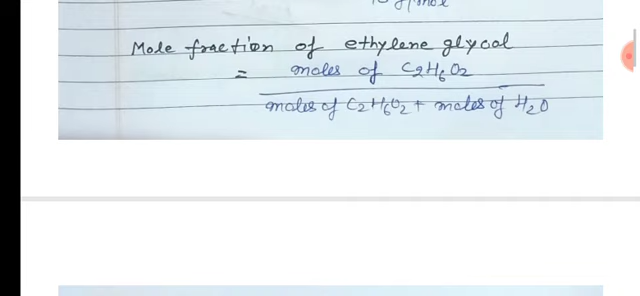 Mole fraction of ethylene glycol
= moles of C2H6O2
moles of C2H6O2 + moles of H2O